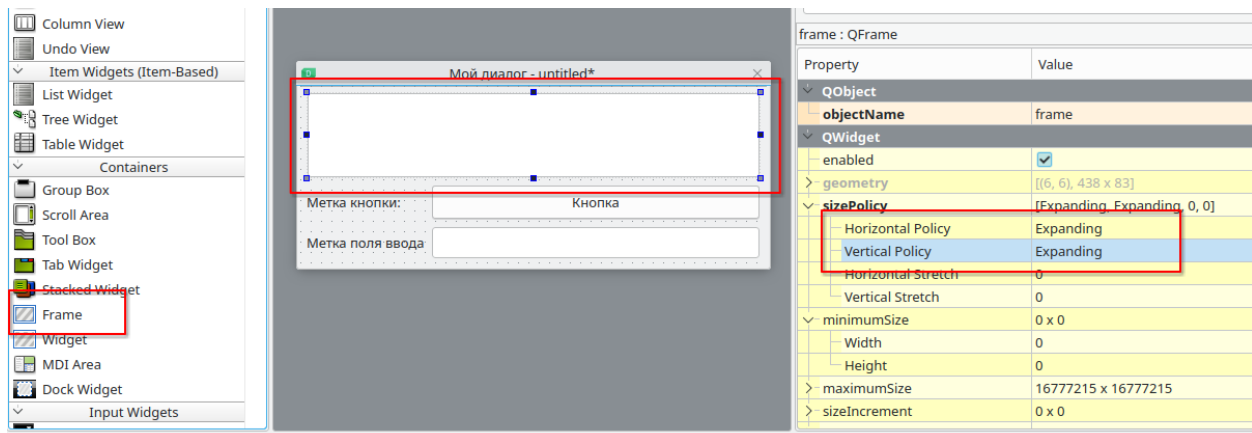 Column View
Undo View
Item Widgets (Item-Based)
List Widget
Tree Widget
Table Widget
Containers
Group Box
Scroll Area
Tool Box
Tab Widget
Stacked Widget
Frame
Widget
MDI Area
Dock Widget
Input Widgets
Мой диалог - untitled*
Метка кнопки:
Кнопка
Метка поля ввода
frame : QFrame
Property Value
QObject
objectName frame
QWidget
enabled
geometry [(6, 6), 438 x 83]
sizePolicy [Expanding, Expanding, 0, 0]
Horizontal Policy Expanding
Vertical Policy Expanding
Horizontal Stretch 0
Vertical Stretch 0
minimumSize 0 x 0
Width 0
Height 0
maximumSize 16777215 x 16777215
sizeIncrement 0 x 0